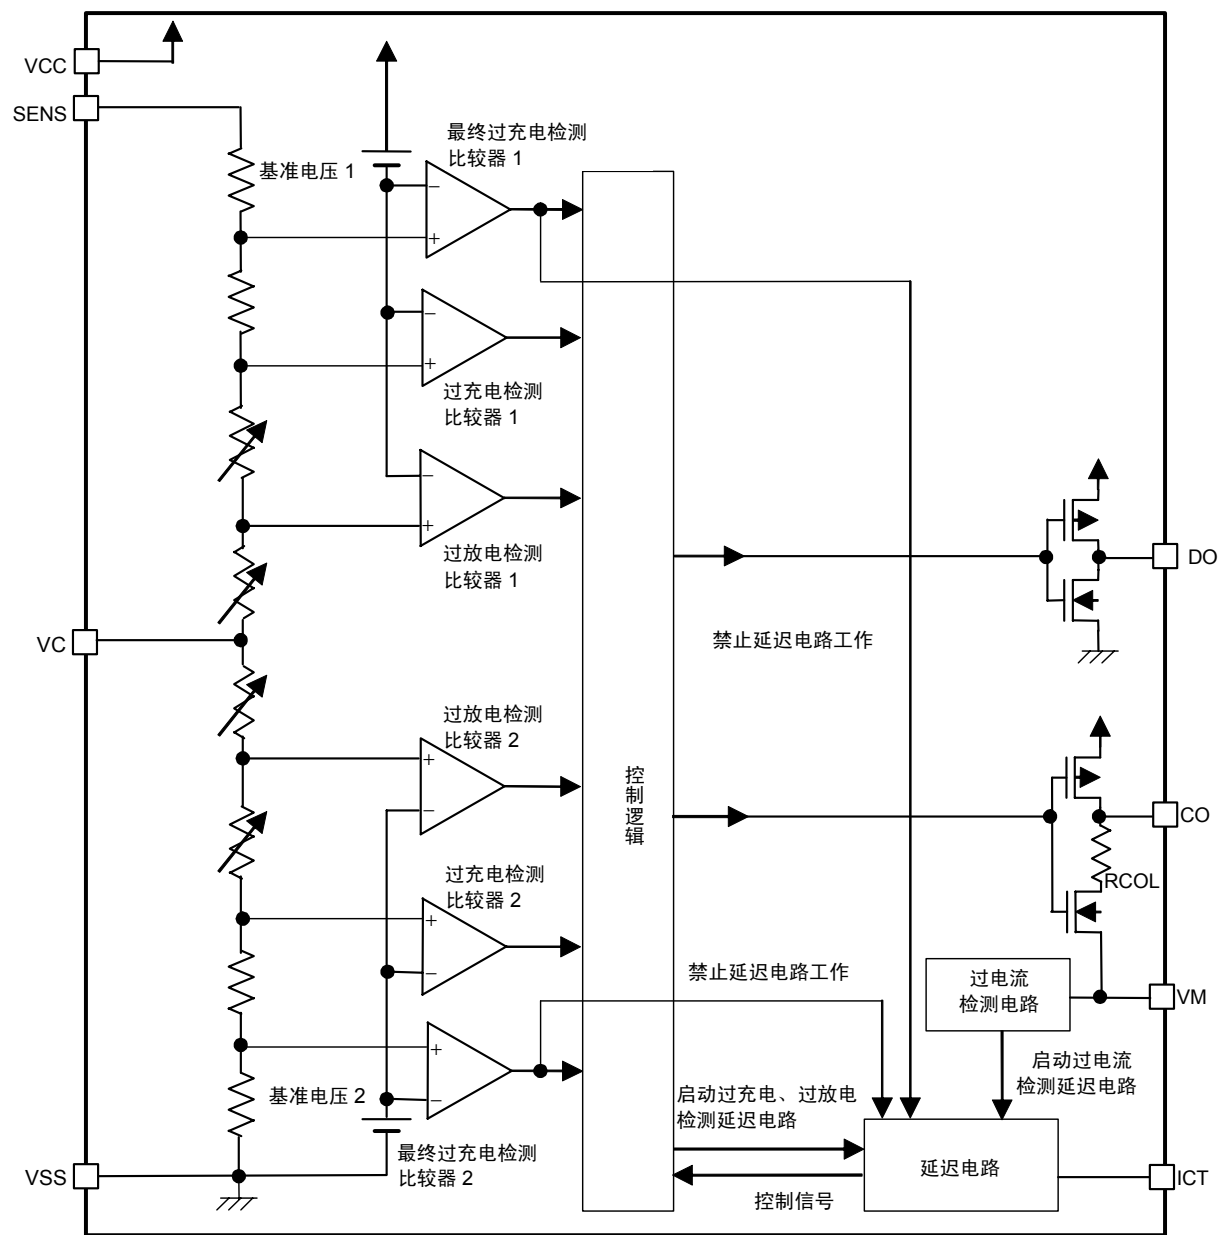 VCC
SENS
最终过充电检测
比较器 1
基准电压 1
−
+
−
+
过充电检测
比较器 1
−
+
过放电检测
比较器 1
DO
VC
禁止延迟电路工作
过放电检测
比较器 2
+
−
控制逻辑
CO
过充电检测
比较器 2
RCOL
+
−
禁止延迟电路工作
过电流
检测电路
VM
+
−
基准电压 2
启动过电流
检测延迟电路
启动过充电、过放电
检测延迟电路
最终过充电检测
比较器 2
延迟电路
VSS
ICT
控制信号